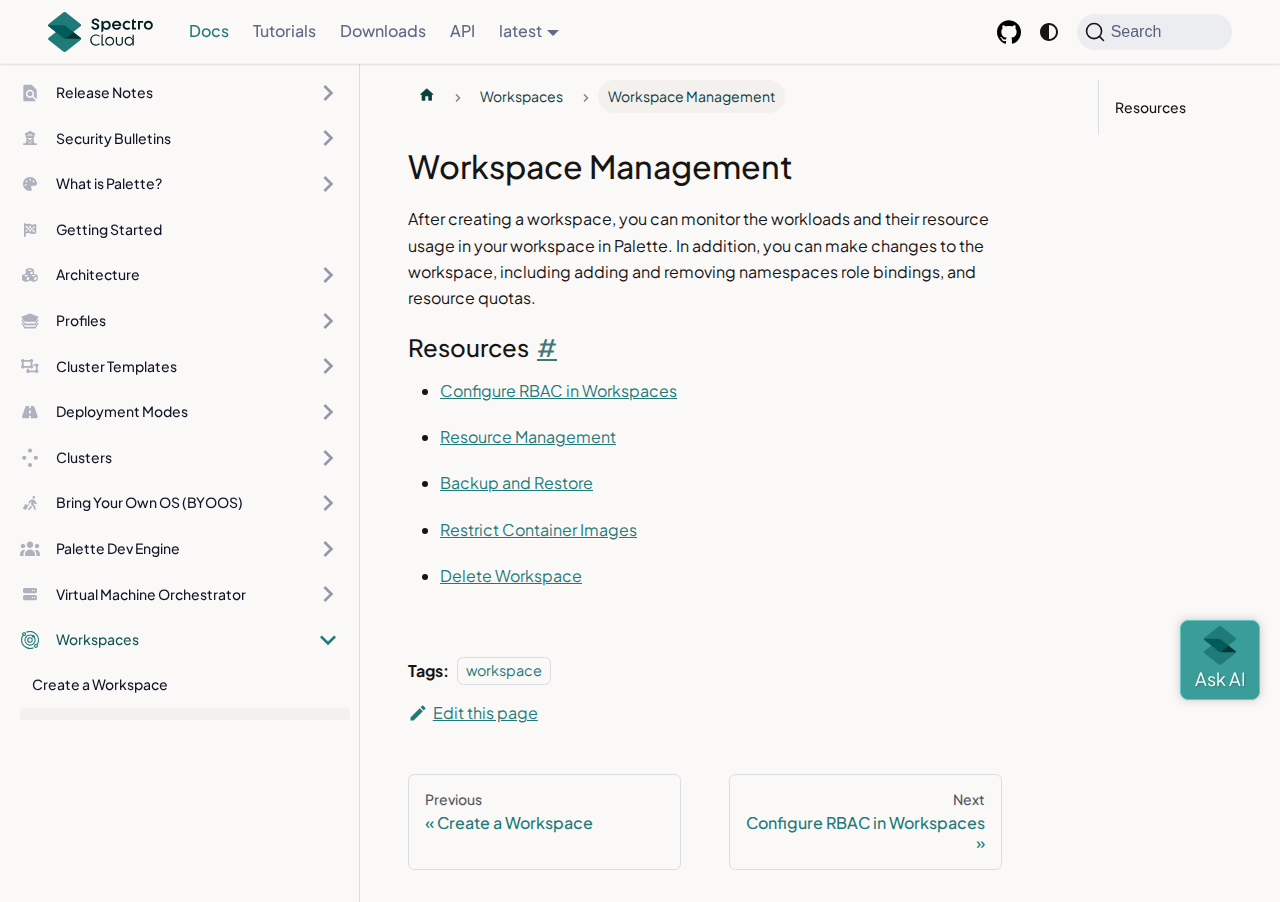 Spectro Cloud
Docs
Tutorials
Downloads
API
latest
Search
Release Notes
Security Bulletins
What is Palette?
Getting Started
Architecture
Profiles
Cluster Templates
Deployment Modes
Clusters
Bring Your Own OS (BYOOS)
Palette Dev Engine
Virtual Machine Orchestrator
Workspaces
Create a Workspace
Workspaces
Workspace Management
Workspace Management
After creating a workspace, you can monitor the workloads and their resource
usage in your workspace in Palette. In addition, you can make changes to the
workspace, including adding and removing namespaces role bindings, and
resource quotas.
Resources #
Configure RBAC in Workspaces
Resource Management
Backup and Restore
Restrict Container Images
Delete Workspace
Tags: workspace
Edit this page
Previous
« Create a Workspace
Next
Configure RBAC in Workspaces
»
Resources
Ask AI